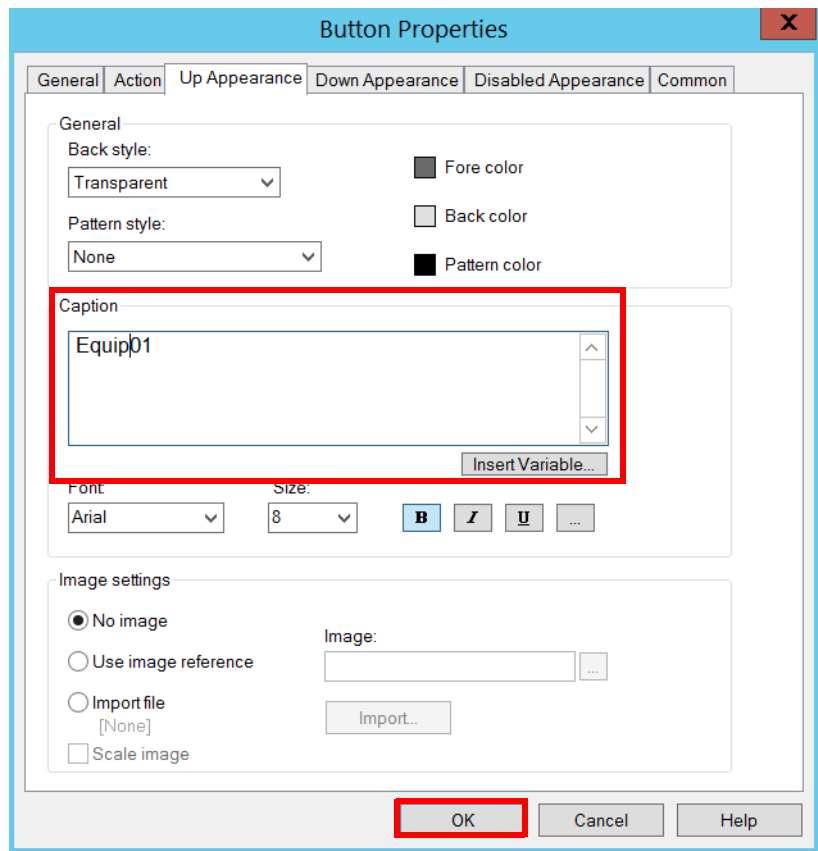 Button Properties
X
General Action Up Appearance Down Appearance Disabled Appearance Common
General
Back style:
Transparent
Fore color
Pattern style:
Back color
None
Pattern color
Caption
Equip01
Insert Variable...
Font: Size:
Arial 8 B I U ...
Image settings
No image
Image:
Use image reference
...
Import file
[None]
Import...
Scale image
OK Cancel Help